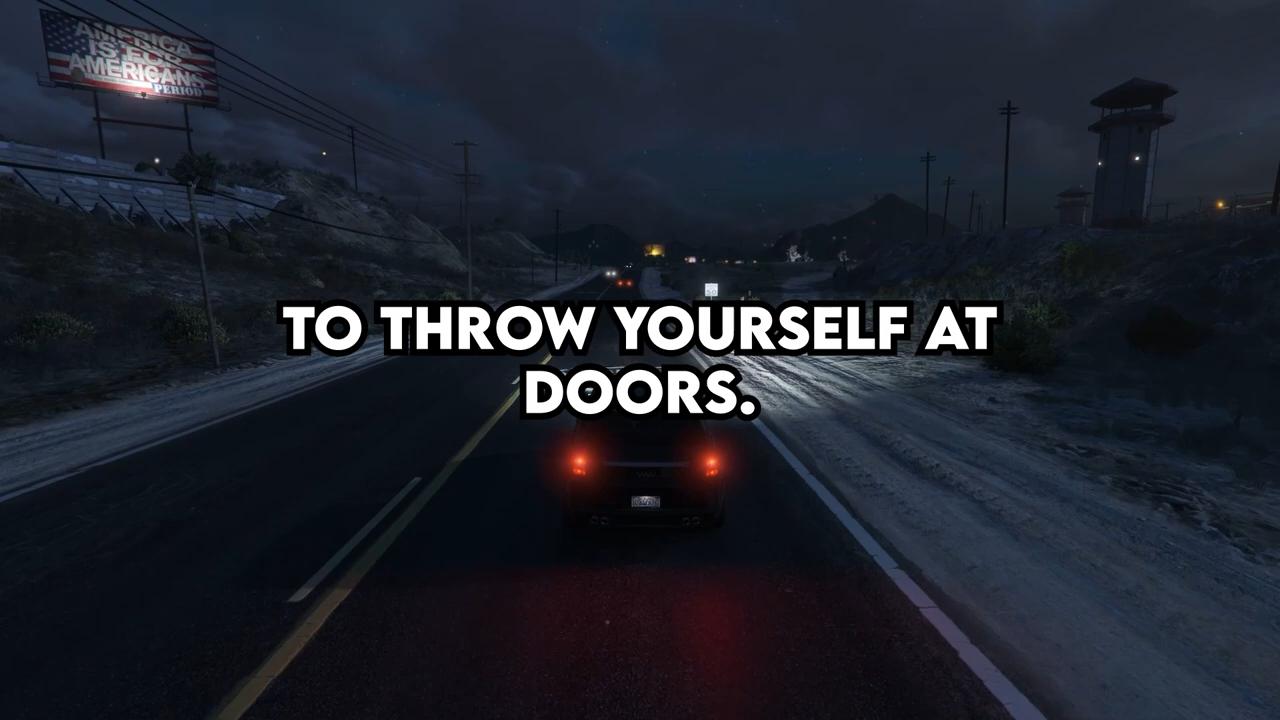 AMERICA
IS FOR
AMERICANS
PERIOD
TO THROW YOURSELF AT
DOORS.